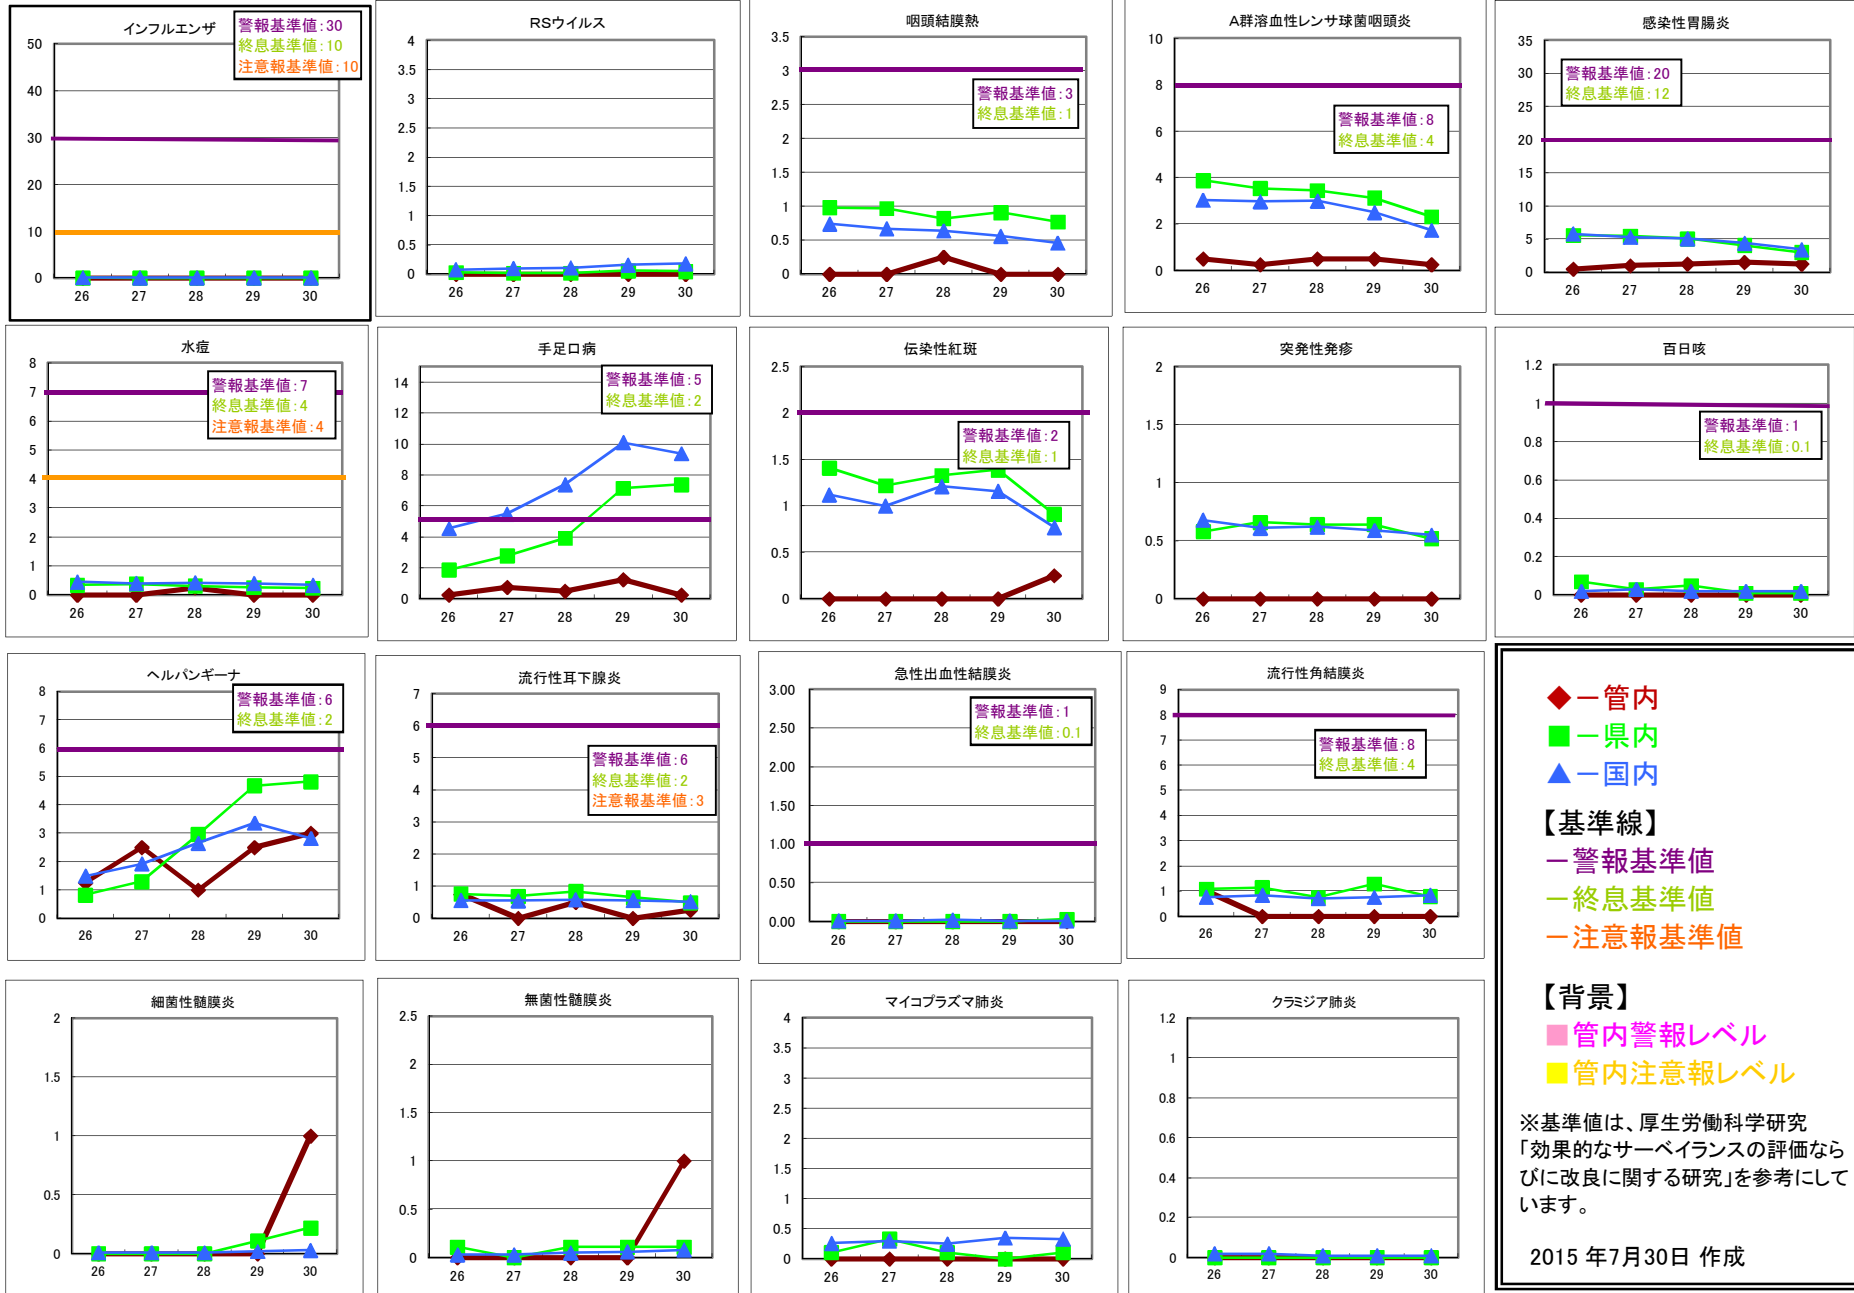 インフルエンザ
警報基準値:30
終息基準値:10
注意報基準値:10
50
40
30
20
10
0
26 27 28 29 30
RSウイルス
4
3.5
3
2.5
2
1.5
1
0.5
0
26 27 28 29 30
咽頭結膜熱
警報基準値:3
終息基準値:1
3.5
3
2.5
2
1.5
1
0.5
0
26 27 28 29 30
A群溶血性レンサ球菌咽頭炎
警報基準値:8
終息基準値:4
10
8
6
4
2
0
26 27 28 29 30
感染性胃腸炎
警報基準値:20
終息基準値:12
35
30
25
20
15
10
5
0
26 27 28 29 30
水痘
警報基準値:7
終息基準値:4
注意報基準値:4
8
7
6
5
4
3
2
1
0
26 27 28 29 30
手足口病
警報基準値:5
終息基準値:2
14
12
10
8
6
4
2
0
26 27 28 29 30
伝染性紅斑
警報基準値:2
終息基準値:1
2.5
2
1.5
1
0.5
0
26 27 28 29 30
突発性発疹
2
1.5
1
0.5
0
26 27 28 29 30
百日咳
警報基準値:1
終息基準値:0.1
1.2
1
0.8
0.6
0.4
0.2
0
26 27 28 29 30
ヘルパンギーナ
警報基準値:6
終息基準値:2
8
7
6
5
4
3
2
1
0
26 27 28 29 30
流行性耳下腺炎
警報基準値:6
終息基準値:2
注意報基準値:3
7
6
5
4
3
2
1
0
26 27 28 29 30
急性出血性結膜炎
警報基準値:1
終息基準値:0.1
3.00
2.50
2.00
1.50
1.00
0.50
0.00
26 27 28 29 30
流行性角結膜炎
警報基準値:8
終息基準値:4
9
8
7
6
5
4
3
2
1
0
26 27 28 29 30
細菌性髄膜炎
2
1.5
1
0.5
0
26 27 28 29 30
無菌性髄膜炎
2.5
2
1.5
1
0.5
0
26 27 28 29 30
マイコプラズマ肺炎
4
3.5
3
2.5
2
1.5
1
0.5
0
26 27 28 29 30
クラミジア肺炎
1.2
1
0.8
0.6
0.4
0.2
0
26 27 28 29 30
◆ー管内
■ー県内
▲ー国内
【基準線】
ー警報基準値
ー終息基準値
ー注意報基準値
【背景】
■管内警報レベル
■管内注意報レベル
※基準値は、厚生労働科学研究
「効果的なサーベイランスの評価なら
びに改良に関する研究」を参考にして
います。
2015 年7月30日 作成